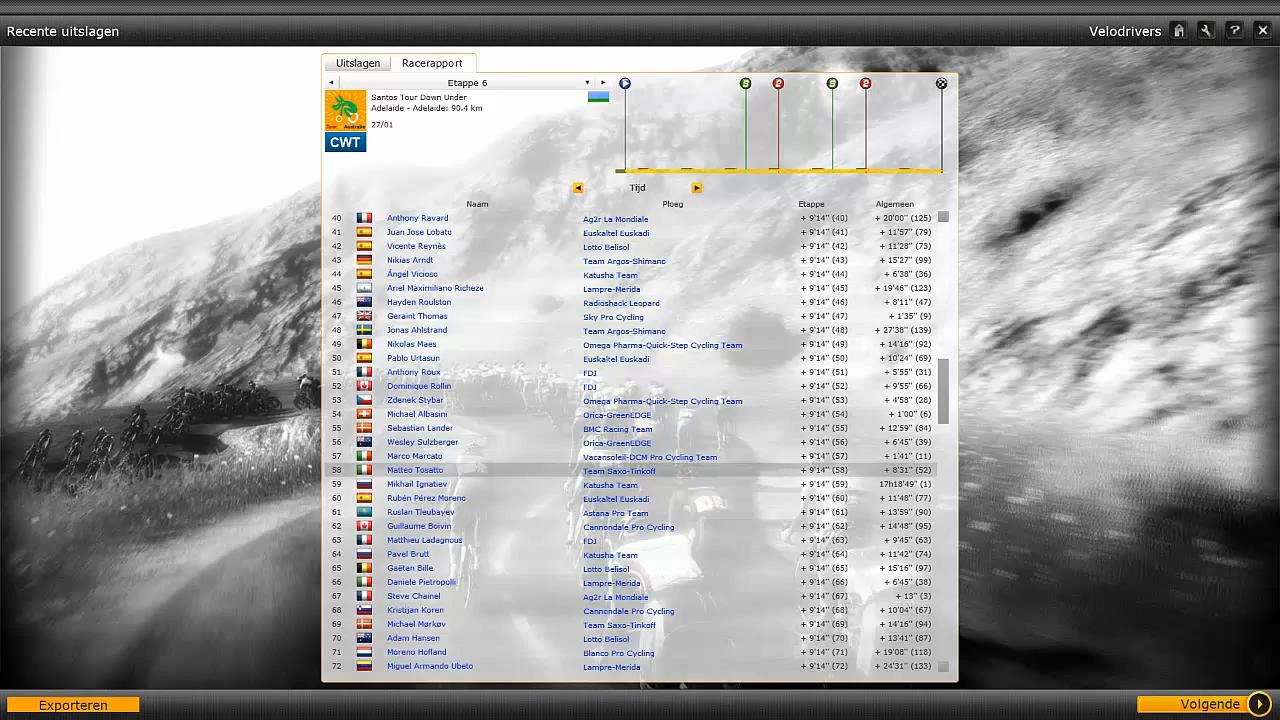 Recente uitslagen
Velodrivers
Uitslagen
Racerapport
Etappe 6
Santos Tour Down Under
Adelaide - Adelaide: 90.4 km
27/01
CWT
Tijd
Naam Ploeg Etappe Algemeen
40 Anthony Ravard Ag2r La Mondiale + 9'14'' (40) + 20'00'' (125)
41 Juan Jose Lobato Euskaltel Euskadi + 9'14'' (41) + 11'57'' (79)
42 Vicente Reynès Lotto Belisol + 9'14'' (42) + 11'28'' (73)
43 Nikias Arndt Team Argos-Shimano + 9'14'' (43) + 15'27'' (99)
44 Ángel Vicioso Katusha Team + 9'14'' (44) + 6'38'' (36)
45 Ariel Maximiliano Richeze Lampre-Merida + 9'14'' (45) + 19'46'' (123)
46 Hayden Roulston Radioshack Leopard + 9'14'' (46) + 8'11'' (47)
47 Geraint Thomas Sky Pro Cycling + 9'14'' (47) + 1'35'' (9)
48 Jonas Ahlstrand Team Argos-Shimano + 9'14'' (48) + 27'38'' (139)
49 Nikolas Maes Omega Pharma-Quick-Step Cycling Team + 9'14'' (49) + 14'16'' (92)
50 Pablo Urtasun Euskaltel Euskadi + 9'14'' (50) + 10'24'' (69)
51 Anthony Roux FDJ + 9'14'' (51) + 5'55'' (31)
52 Dominique Rollin FDJ + 9'14'' (52) + 9'55'' (66)
53 Zdenek Stybar Omega Pharma-Quick-Step Cycling Team + 9'14'' (53) + 4'58'' (28)
54 Michael Albasini Orica-GreenEDGE + 9'14'' (54) + 1'00'' (6)
55 Sebastian Lander BMC Racing Team + 9'14'' (55) + 12'59'' (84)
56 Wesley Sulzberger Orica-GreenEDGE + 9'14'' (56) + 6'45'' (39)
57 Marco Marcato Vacansoleil-DCM Pro Cycling Team + 9'14'' (57) + 1'41'' (11)
58 Matteo Tosatto Team Saxo-Tinkoff + 9'14'' (58) + 8'31'' (52)
59 Mikhail Ignatiev Katusha Team + 9'14'' (59) 17h18'49'' (1)
60 Rubén Pérez Moreno Euskaltel Euskadi + 9'14'' (60) + 11'48'' (77)
61 Ruslan Tleubayev Astana Pro Team + 9'14'' (61) + 13'59'' (90)
62 Guillaume Boivin Cannondale Pro Cycling + 9'14'' (62) + 14'48'' (95)
63 Matthieu Ladagnous FDJ + 9'14'' (63) + 9'45'' (63)
64 Pavel Brutt Katusha Team + 9'14'' (64) + 11'42'' (74)
65 Gaëtan Bille Lotto Belisol + 9'14'' (65) + 15'16'' (97)
66 Daniele Pietropolli Lampre-Merida + 9'14'' (66) + 6'45'' (38)
67 Steve Chainel Ag2r La Mondiale + 9'14'' (67) + 13'' (3)
68 Kristijan Koren Cannondale Pro Cycling + 9'14'' (68) + 10'04'' (67)
69 Michael Mørkøv Team Saxo-Tinkoff + 9'14'' (69) + 14'16'' (94)
70 Adam Hansen Lotto Belisol + 9'14'' (70) + 13'41'' (87)
71 Moreno Hofland Blanco Pro Cycling + 9'14'' (71) + 19'08'' (118)
72 Miguel Armando Ubeto Lampre-Merida + 9'14'' (72) + 24'31'' (133)
Exporteren
Volgende